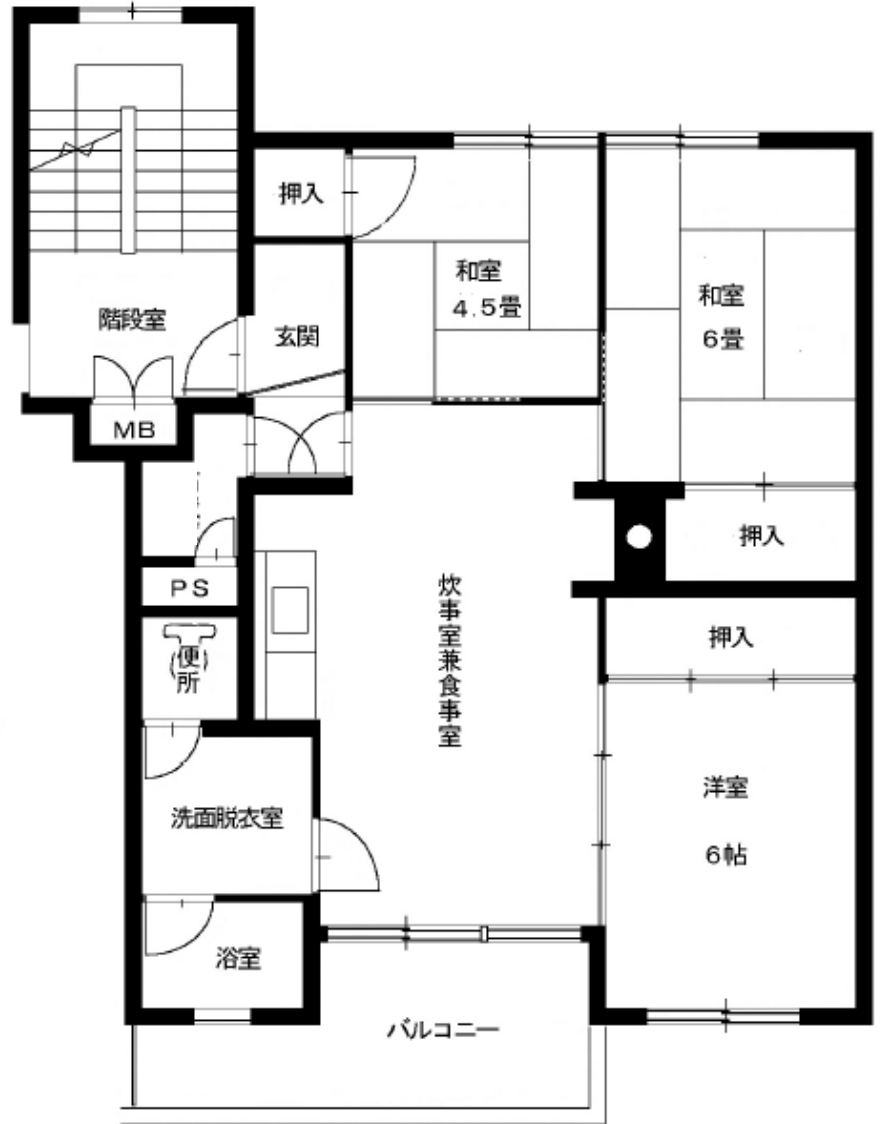 押入
和室
4.5畳
和室
6畳
階段室
玄関
MB
押入
PS
炊事室兼食事室
押入
便所
洗面脱衣室
洋室
6帖
浴室
バルコニー